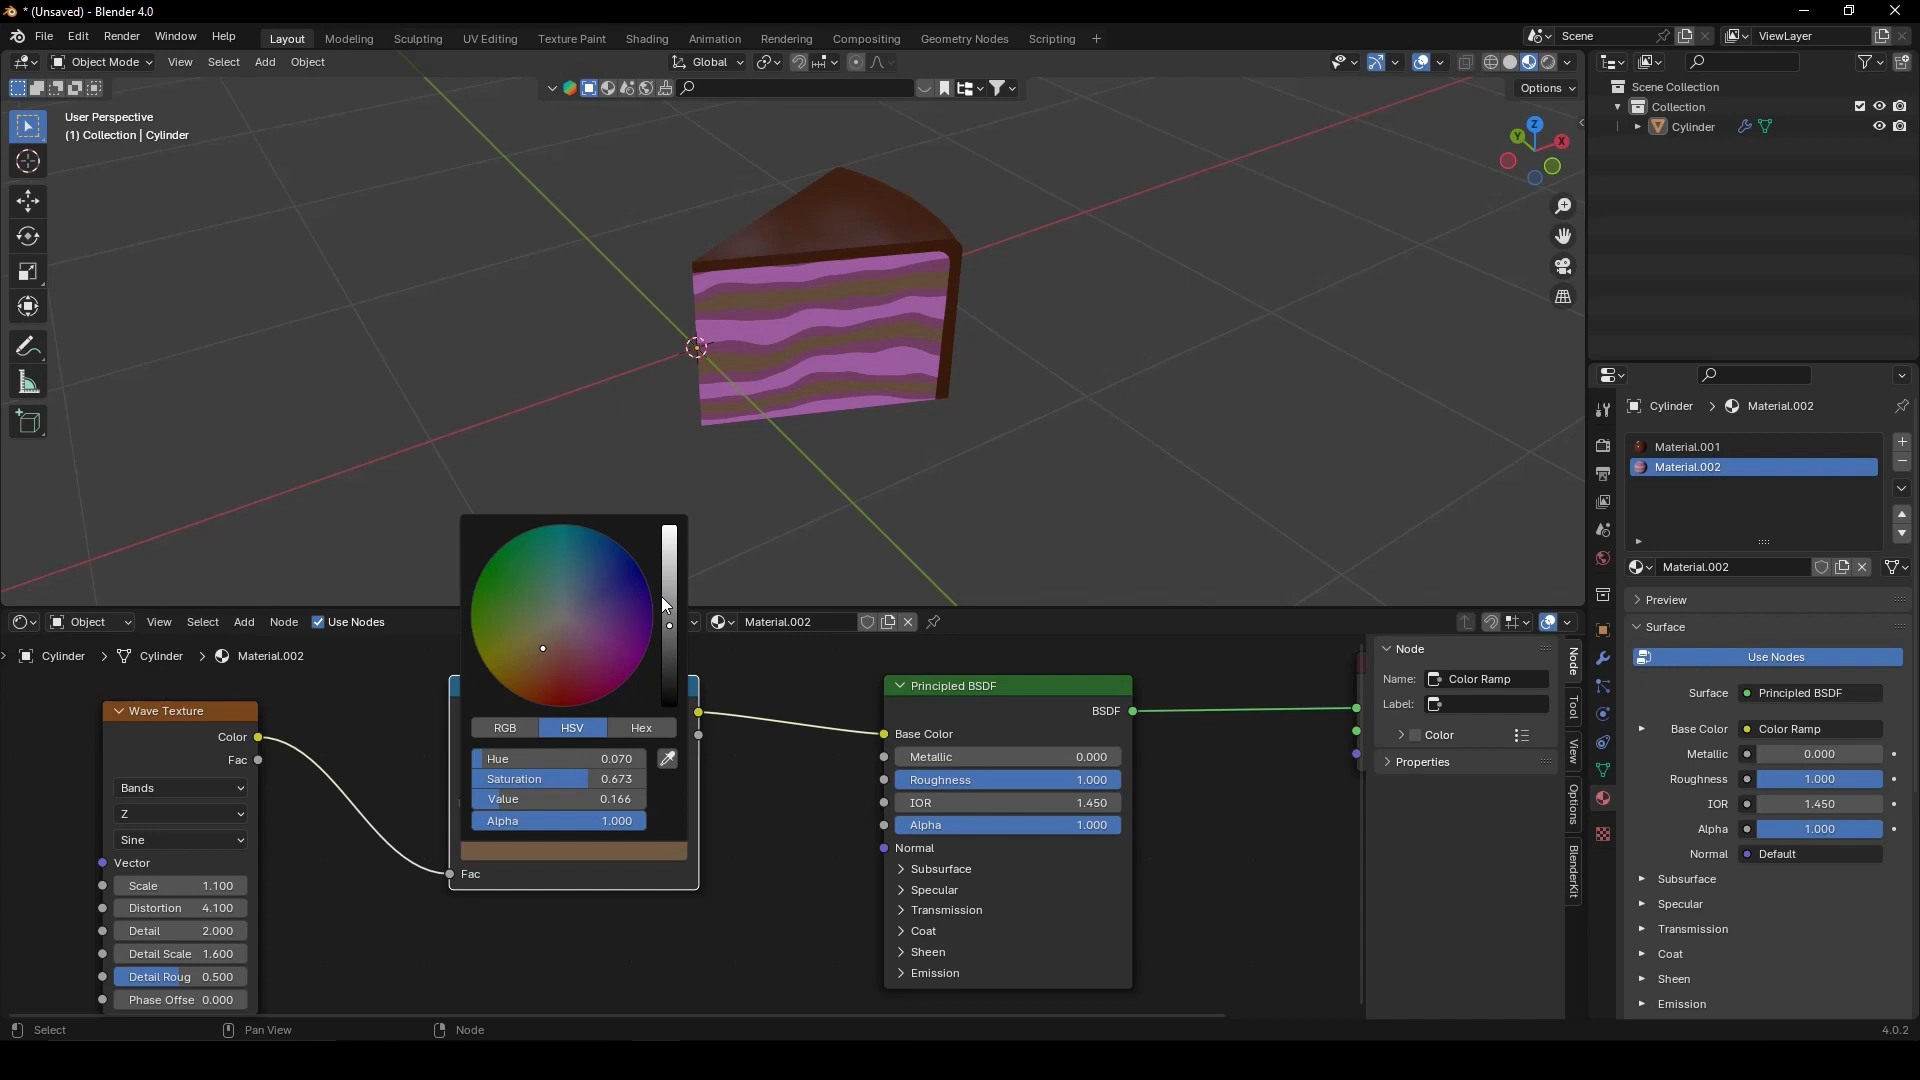 * (Unsaved) - Blender 4.0
File Edit Render Window Help Layout Modeling Sculpting UV Editing Texture Paint Shading Animation Rendering Compositing Geometry Nodes Scripting + Scene ViewLayer
Object Mode View Select Add Object Global
Options
User Perspective
(1) Collection | Cylinder
Z
Y
X
Scene Collection
Collection
Cylinder
Cylinder > Material.002
Material.001
Material.002
Material.002
Preview
Surface
Use Nodes
Surface Principled BSDF
Base Color Color Ramp
Metallic 0.000
Roughness 1.000
IOR 1.450
Alpha 1.000
Normal Default
Subsurface
Specular
Transmission
Coat
Sheen
Emission
Object View Select Add Node Use Nodes Material.002
Cylinder > Cylinder > Material.002
Wave Texture
Color
Fac
Bands
Z
Sine
Vector
Scale 1.100
Distortion 4.100
Detail 2.000
Detail Scale 1.600
Detail Roug 0.500
Phase Offse 0.000
RGB HSV Hex
Hue 0.070
Saturation 0.673
Value 0.166
Alpha 1.000
Fac
Principled BSDF
BSDF
Base Color
Metallic 0.000
Roughness 1.000
IOR 1.450
Alpha 1.000
Normal
Subsurface
Specular
Transmission
Coat
Sheen
Emission
Node
Name: Color Ramp
Label:
Color
Properties
Node
Tool
View
Options
BlenderKit
Select Pan View Node 4.0.2